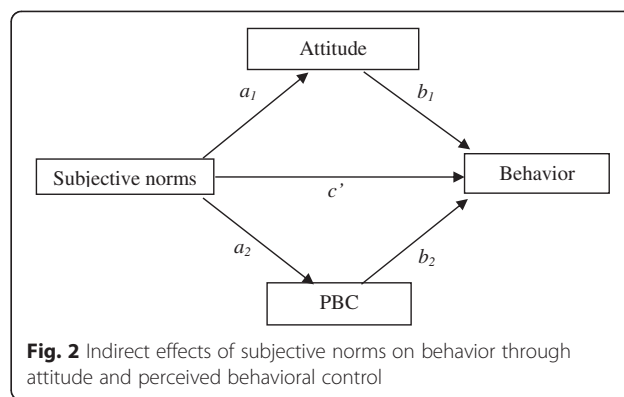 Attitude
a₁
b₁
Subjective norms
c’
Behavior
a₂
b₂
PBC
Fig. 2 Indirect effects of subjective norms on behavior through
attitude and perceived behavioral control